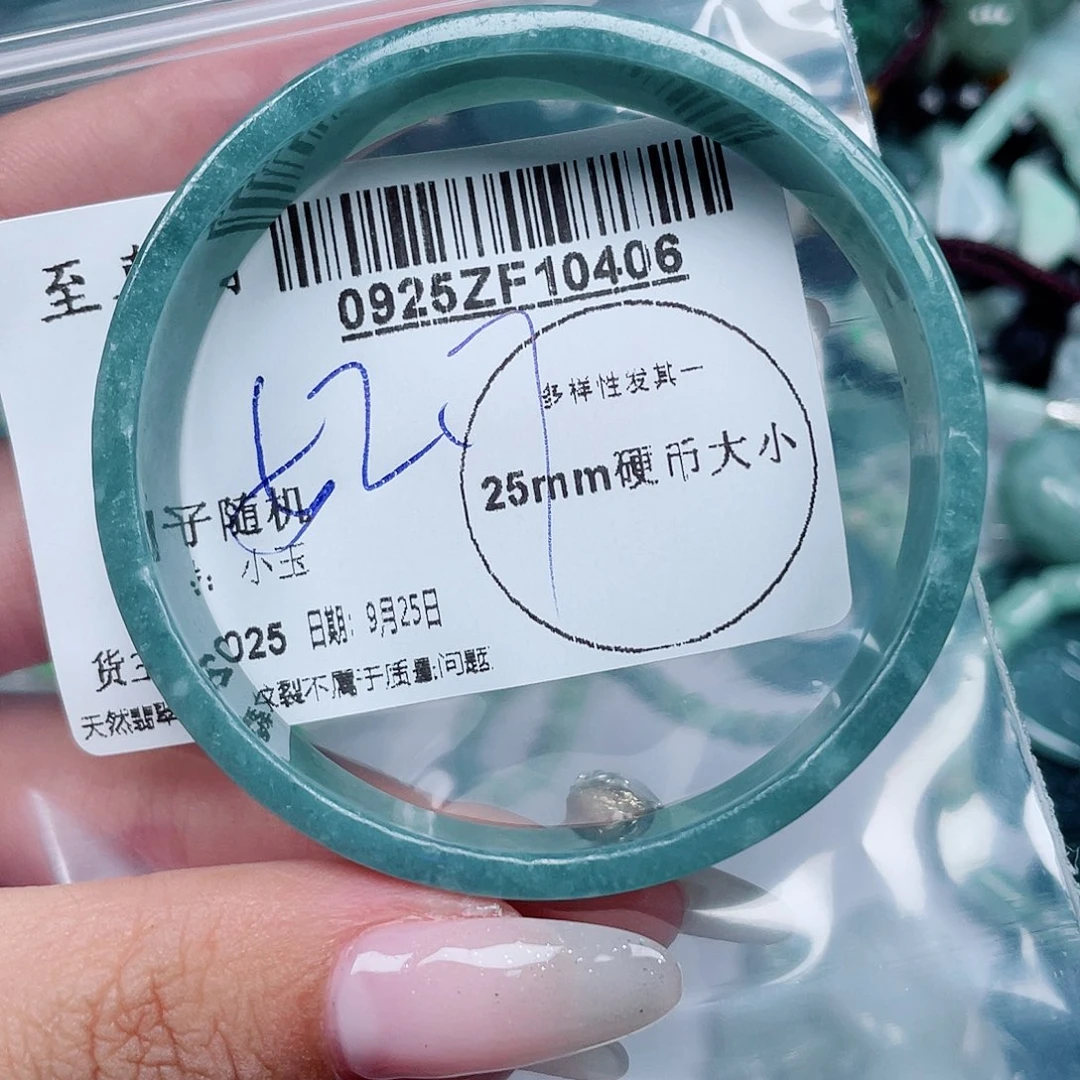 至
0925ZF10406
多样性发其一
25mm硬币大小
子随机
小玉
025 日期: 9月25日
货主
天然翡翠 纹裂不属于质量问题